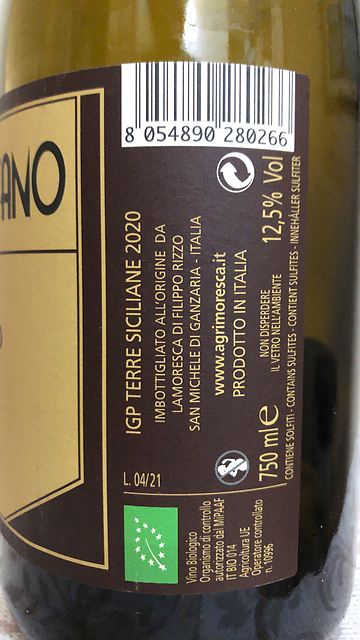 ANO
8 054890 280266
IGP TERRE SICILIANE 2020
IMBOTTIGLIATO ALL'ORIGINE DA
LAMORESCA DI FILIPPO RIZZO
SAN MICHELE DI GANZARIA - ITALIA
www.agrimoresca.it
PRODOTTO IN ITALIA
NON DISPERDERE
IL VETRO NELL'AMBIENTE
750 ml e 12,5% Vol
CONTIENE SOLFITI - CONTAINS SULFITES - CONTIENT SULFITES - INNEHÅLLER SULFITER
L. 04/21
Vino Biologico
Organismo di controllo
autorizzato dal MIPAAF
IT BIO 014
Agricoltura UE
Operatore controllato
n. 10996